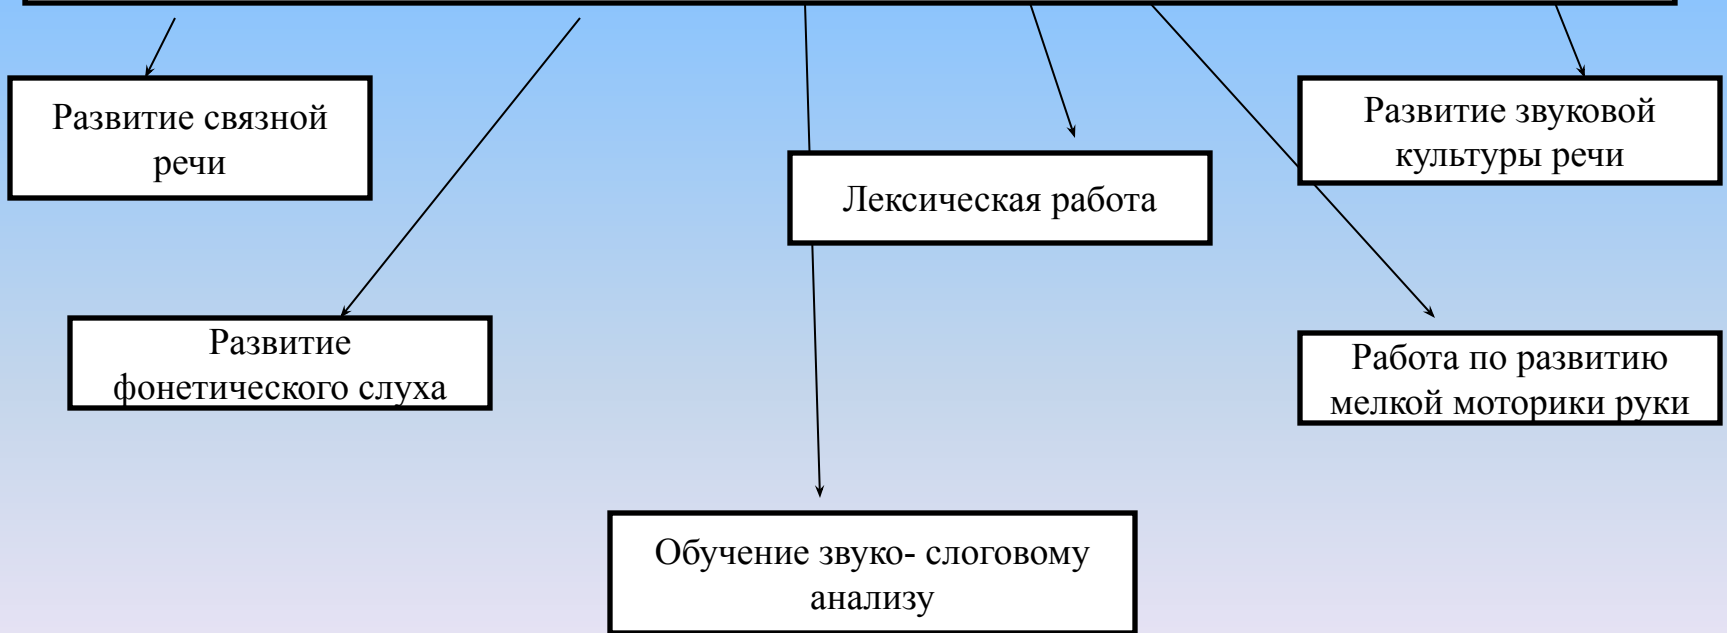 Развитие связной
речи
Развитие звуковой
культуры речи
Лексическая работа
Развитие
фонетического слуха
Работа по развитию
мелкой моторики руки
Обучение звуко- слоговому
анализу